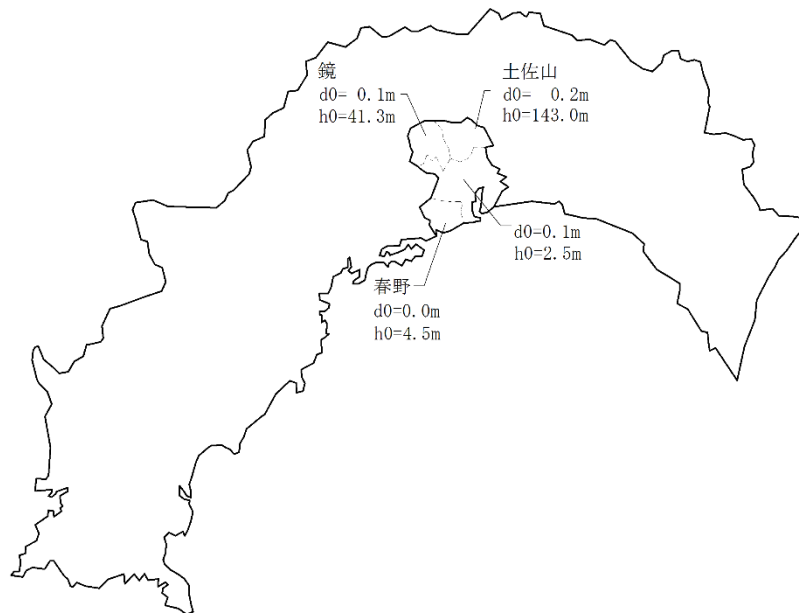 鏡
d0= 0.1m
h0=41.3m
土佐山
d0= 0.2m
h0=143.0m
d0=0.1m
h0=2.5m
春野
d0=0.0m
h0=4.5m